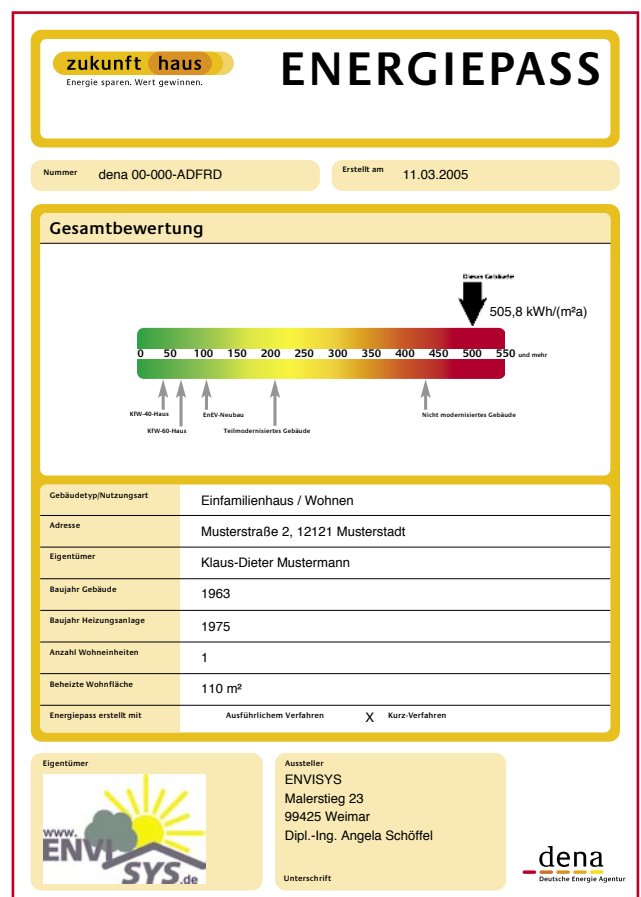 zukunft haus
Energie sparen. Wert gewinnen.
ENERGIEPASS
Nummer dena 00-000-ADFRD
Erstellt am 11.03.2005
Gesamtbewertung
Dieses Gebäude
505,8 kWh/(m²a)
0 50 100 150 200 250 300 350 400 450 500 550 und mehr
KfW-40-Haus EnEV-Neubau Nicht modernisiertes Gebäude
KfW-60-Haus Teilmodernisiertes Gebäude
Gebäudetyp/Nutzungsart Einfamilienhaus / Wohnen
Adresse Musterstraße 2, 12121 Musterstadt
Eigentümer Klaus-Dieter Mustermann
Baujahr Gebäude 1963
Baujahr Heizungsanlage 1975
Anzahl Wohneinheiten 1
Beheizte Wohnfläche 110 m²
Energiepass erstellt mit Ausführlichem Verfahren X Kurz-Verfahren
Eigentümer
www.
ENVI
SYS.de
Aussteller
ENVISYS
Malerstieg 23
99425 Weimar
Dipl.-Ing. Angela Schöffel
Unterschrift
dena
Deutsche Energie Agentur